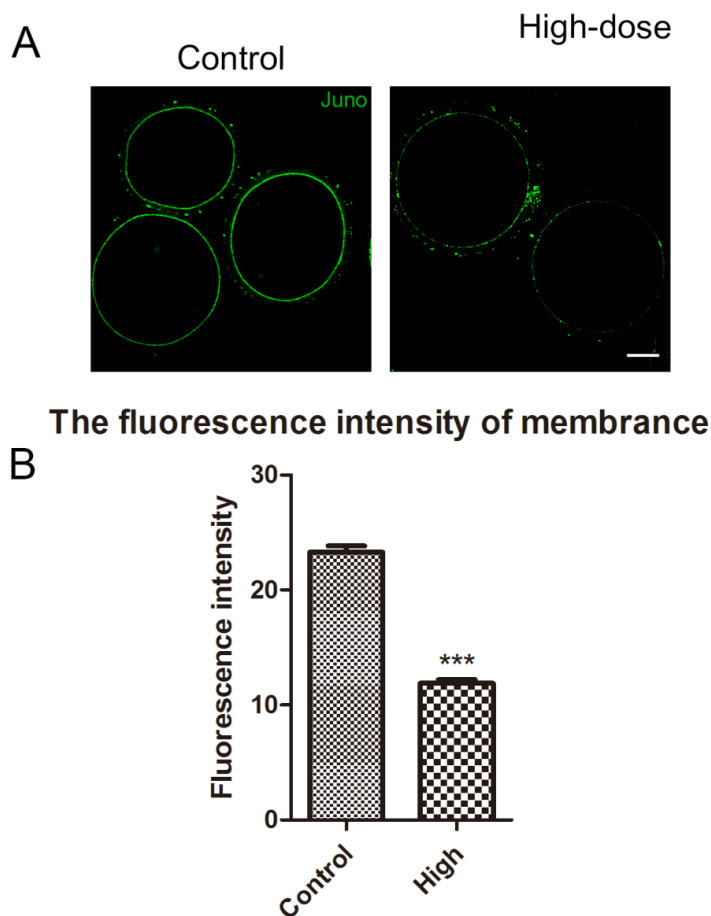 A
Control
High-dose
Juno
The fluorescence intensity of membrance
B
Fluorescence intensity
30
20
10
0
***
Control
High